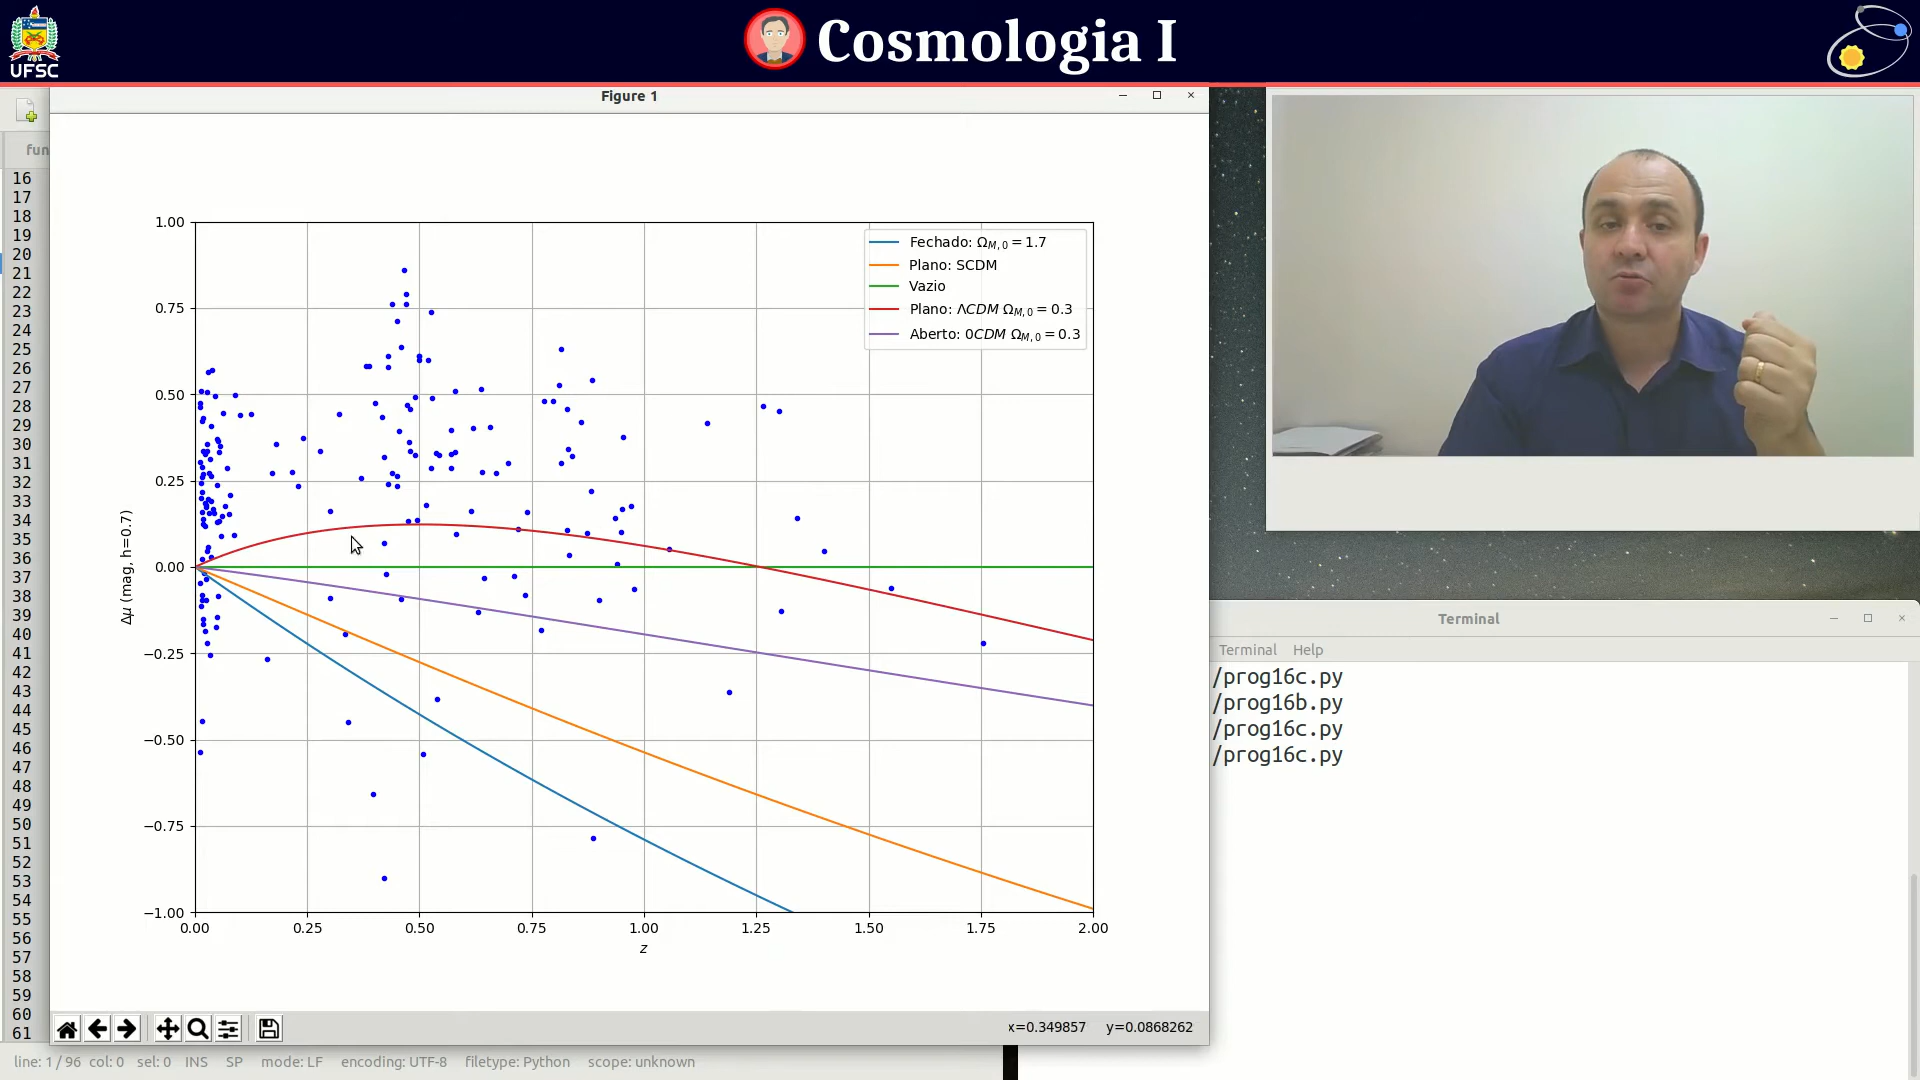 UFSC
Cosmologia I
Figure 1
fun
16
17
18
19
20
21
22
23
24
25
26
27
28
29
30
31
32
33
34
35
36
37
38
39
40
41
42
43
44
45
46
47
48
49
50
51
52
53
54
55
56
57
58
59
60
61
1.00
0.75
0.50
0.25
0.00
−0.25
−0.50
−0.75
−1.00
Δμ (mag, h=0.7)
Fechado: Ω_{M,0} = 1.7
Plano: SCDM
Vazio
Plano: ΛCDM Ω_{M,0} = 0.3
Aberto: 0CDM Ω_{M,0} = 0.3
0.00 0.25 0.50 0.75 1.00 1.25 1.50 1.75 2.00
z
x=0.349857 y=0.0868262
line: 1 / 96 col: 0 sel: 0 INS SP mode: LF encoding: UTF-8 filetype: Python scope: unknown
Terminal
Terminal Help
/prog16c.py
/prog16b.py
/prog16c.py
/prog16c.py